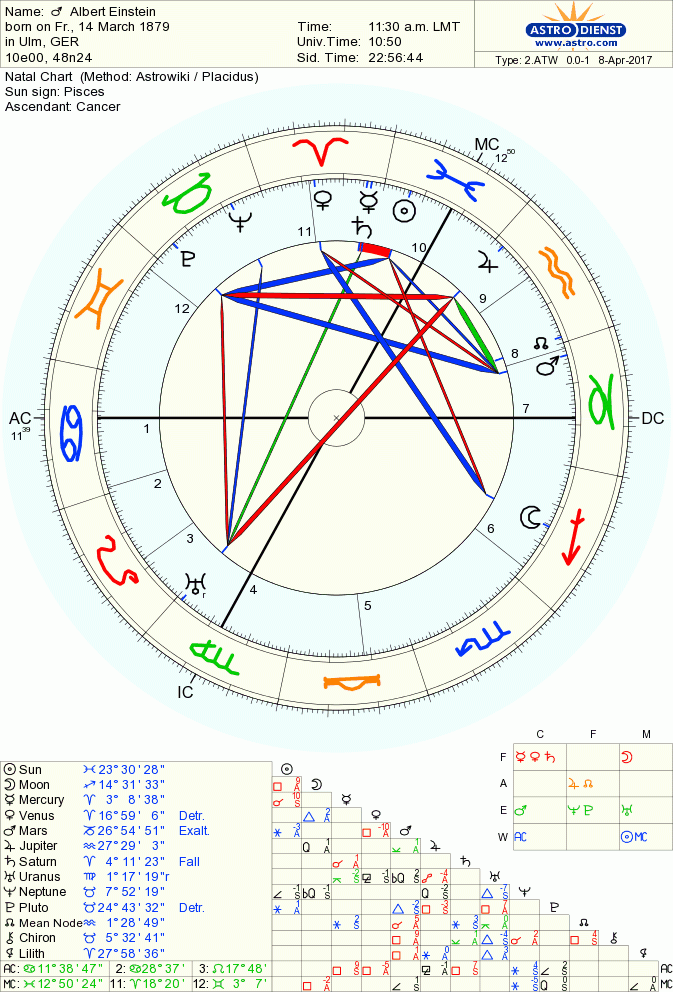 Name: ♂ Albert Einstein
born on Fr., 14 March 1879
in Ulm, GER
10e00, 48n24
Time: 11:30 a.m. LMT
Univ.Time: 10:50
Sid. Time: 22:56:44
ASTRO DIENST
www.astro.com
Type: 2.ATW 0.0-1 8-Apr-2017
Natal Chart (Method: Astrowiki / Placidus)
Sun sign: Pisces
Ascendant: Cancer
MC 12 50
11
10
9
12
8
AC 11 39
DC
1
7
2
3
6
4
5
IC
C F M
F ☿ ♀ ♄ ☽
A ♃ ☊
E ♂ ♆ ♇ ♅
W AC ☉ MC
☉ Sun ♓ 23°30'28"
☽ Moon ♐ 14°31'33"
☿ Mercury ♈ 3° 8'38"
♀ Venus ♈ 16°59' 6" Detr.
♂ Mars ♑ 26°54'51" Exalt.
♃ Jupiter ♒ 27°29' 3"
♄ Saturn ♈ 4°11'23" Fall
♅ Uranus ♍ 1°17'19"r
♆ Neptune ♉ 7°52'19"
♇ Pluto ♉ 24°43'32" Detr.
☊ Mean Node ♒ 1°28'49"
⚷ Chiron ♉ 5°32'41"
⚸ Lilith ♒ 27°58'36"
AC: ♋ 11°38'47" 2: ♋ 28°37' 3: ♌ 17°48'
MC: ♓ 12°50'24" 11: ♈ 18°20' 12: ♊ 3° 7'
AC
MC